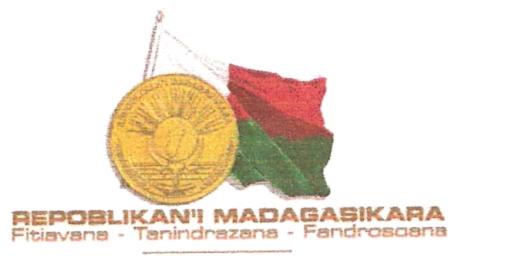 REPOBLIKAN'I MADAGASIKARA
Fitiavana - Tanindrazana - Fandrosoana